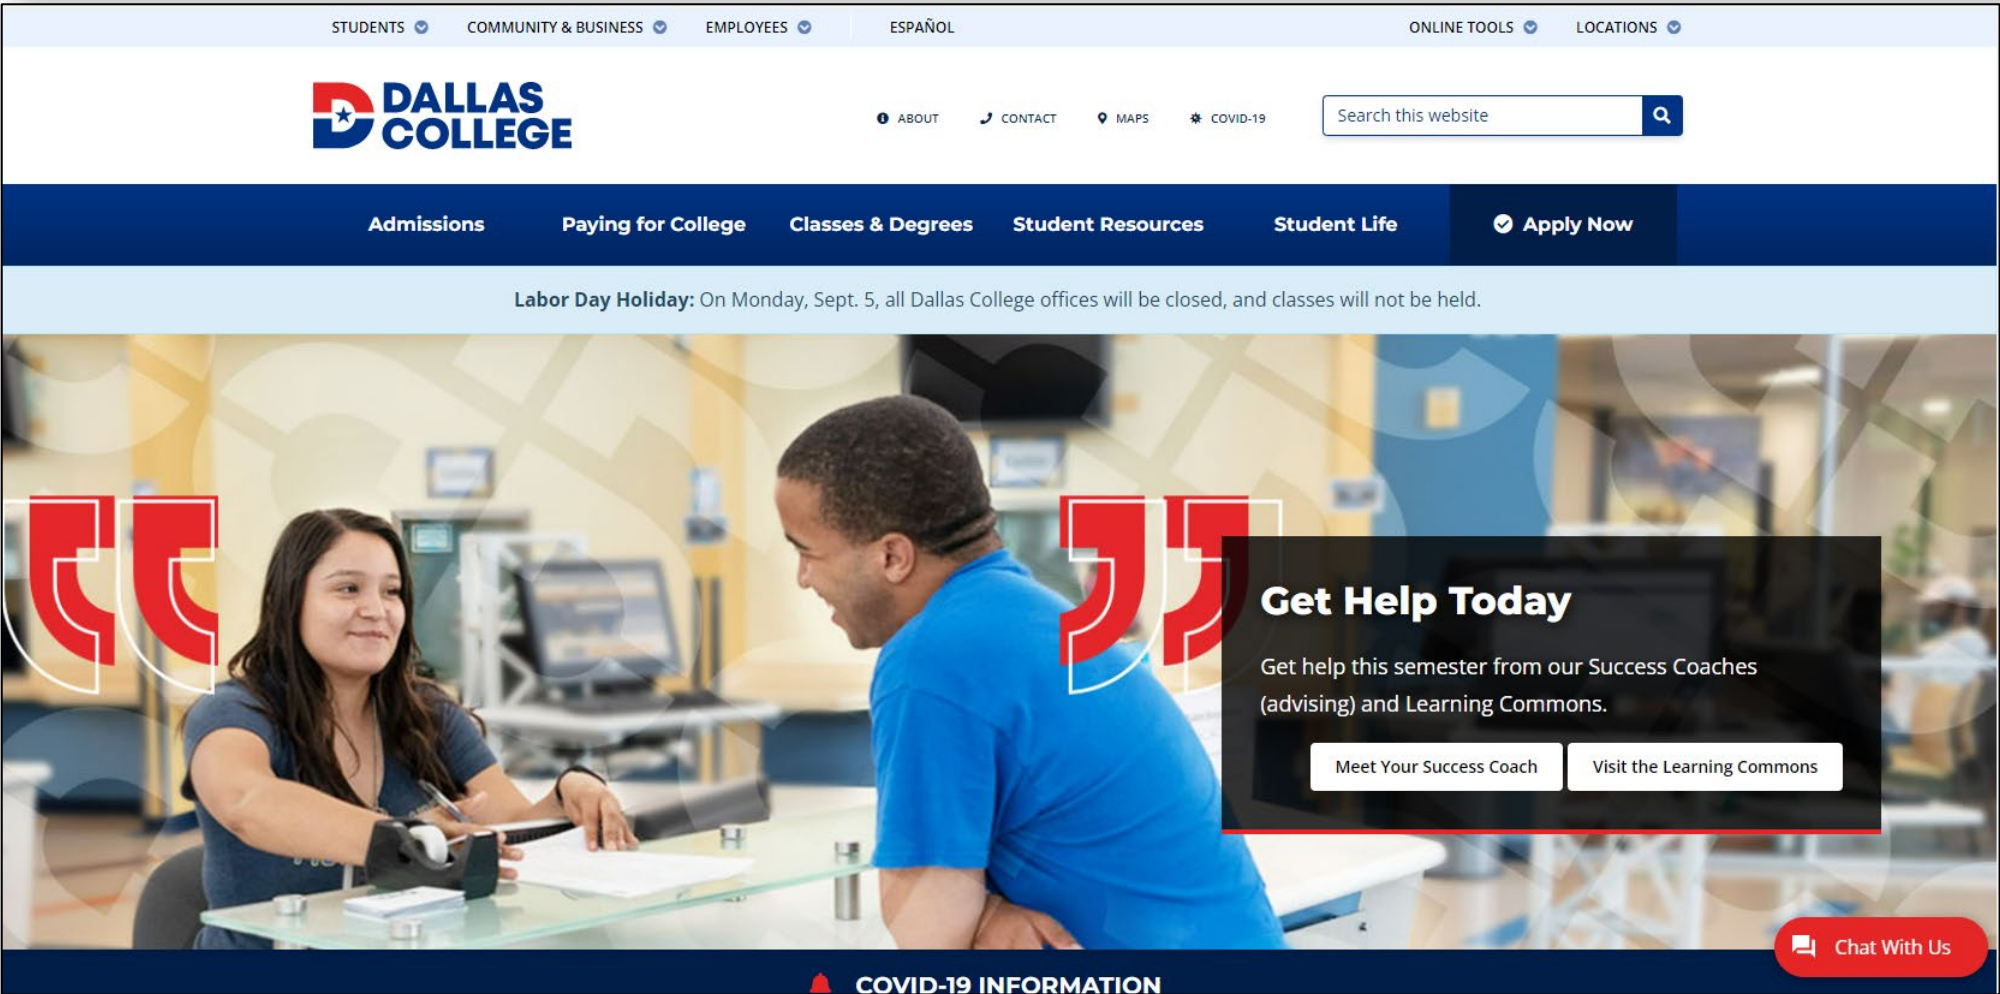 STUDENTS COMMUNITY & BUSINESS EMPLOYEES ESPAÑOL ONLINE TOOLS LOCATIONS
DALLAS
COLLEGE
ABOUT CONTACT MAPS COVID-19 Search this website
Admissions Paying for College Classes & Degrees Student Resources Student Life Apply Now
Labor Day Holiday: On Monday, Sept. 5, all Dallas College offices will be closed, and classes will not be held.
Get Help Today
Get help this semester from our Success Coaches
(advising) and Learning Commons.
Meet Your Success Coach Visit the Learning Commons
Chat With Us
COVID-19 INFORMATION